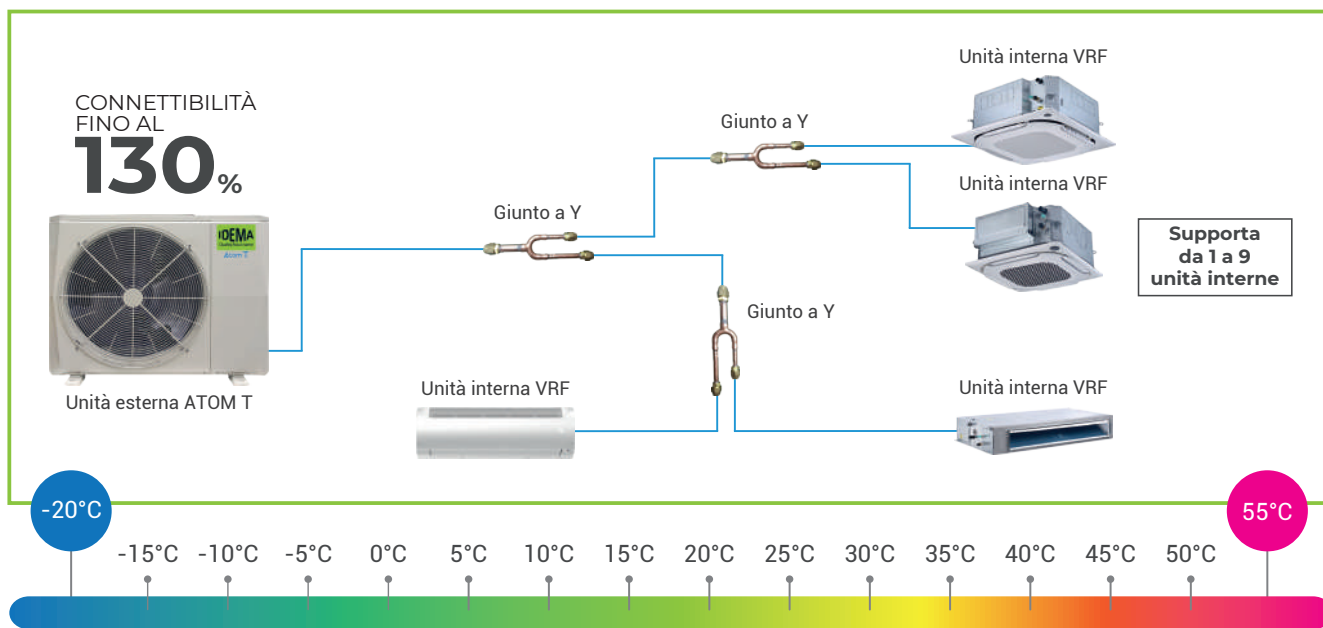 CONNETTIBILITÀ
FINO AL
130%
IDEMA
Atom T
Unità esterna ATOM T
Giunto a Y
Giunto a Y
Giunto a Y
Unità interna VRF
Unità interna VRF
Supporta
da 1 a 9
unità interne
Unità interna VRF
Unità interna VRF
-20°C
55°C
-15°C -10°C -5°C 0°C 5°C 10°C 15°C 20°C 25°C 30°C 35°C 40°C 45°C 50°C